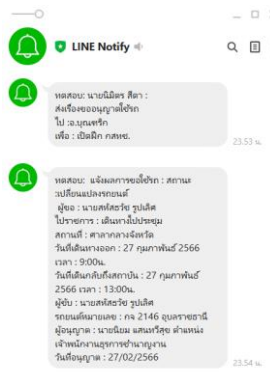 LINE Notify
ทดสอบ: นายนิมิตร สีดา :
ส่งเรื่องขออนุญาตใช้รถ
ไป :อ.บุณฑริก
เพื่อ : เปิดฝึก กสทช.
23.53 น.
ทดสอบ: แจ้งผลการขอใช้รถ : สถานะ
:เปลี่ยนแปลงรถยนต์
ผู้ขอ : นายสหัสธวัช รูปเลิศ
ไปราชการ : เดินทางไปประชุม
สถานที่ : ศาลากลางจังหวัด
วันที่เดินทางออก : 27 กุมภาพันธ์ 2566
เวลา : 9:00น.
วันที่เดินกลับถึงสถาบัน : 27 กุมภาพันธ์
2566 เวลา : 13:00น.
ผู้ขับ : นายสหัสธวัช รูปเลิศ
รถยนต์หมายเลข : กจ 2146 อุบลราชธานี
ผู้อนุญาต : นายนิยม แสนทวีสุข ตำแหน่ง
เจ้าพนักงานธุรการชำนาญงาน
วันที่อนุญาต : 27/02/2566
23.54 น.